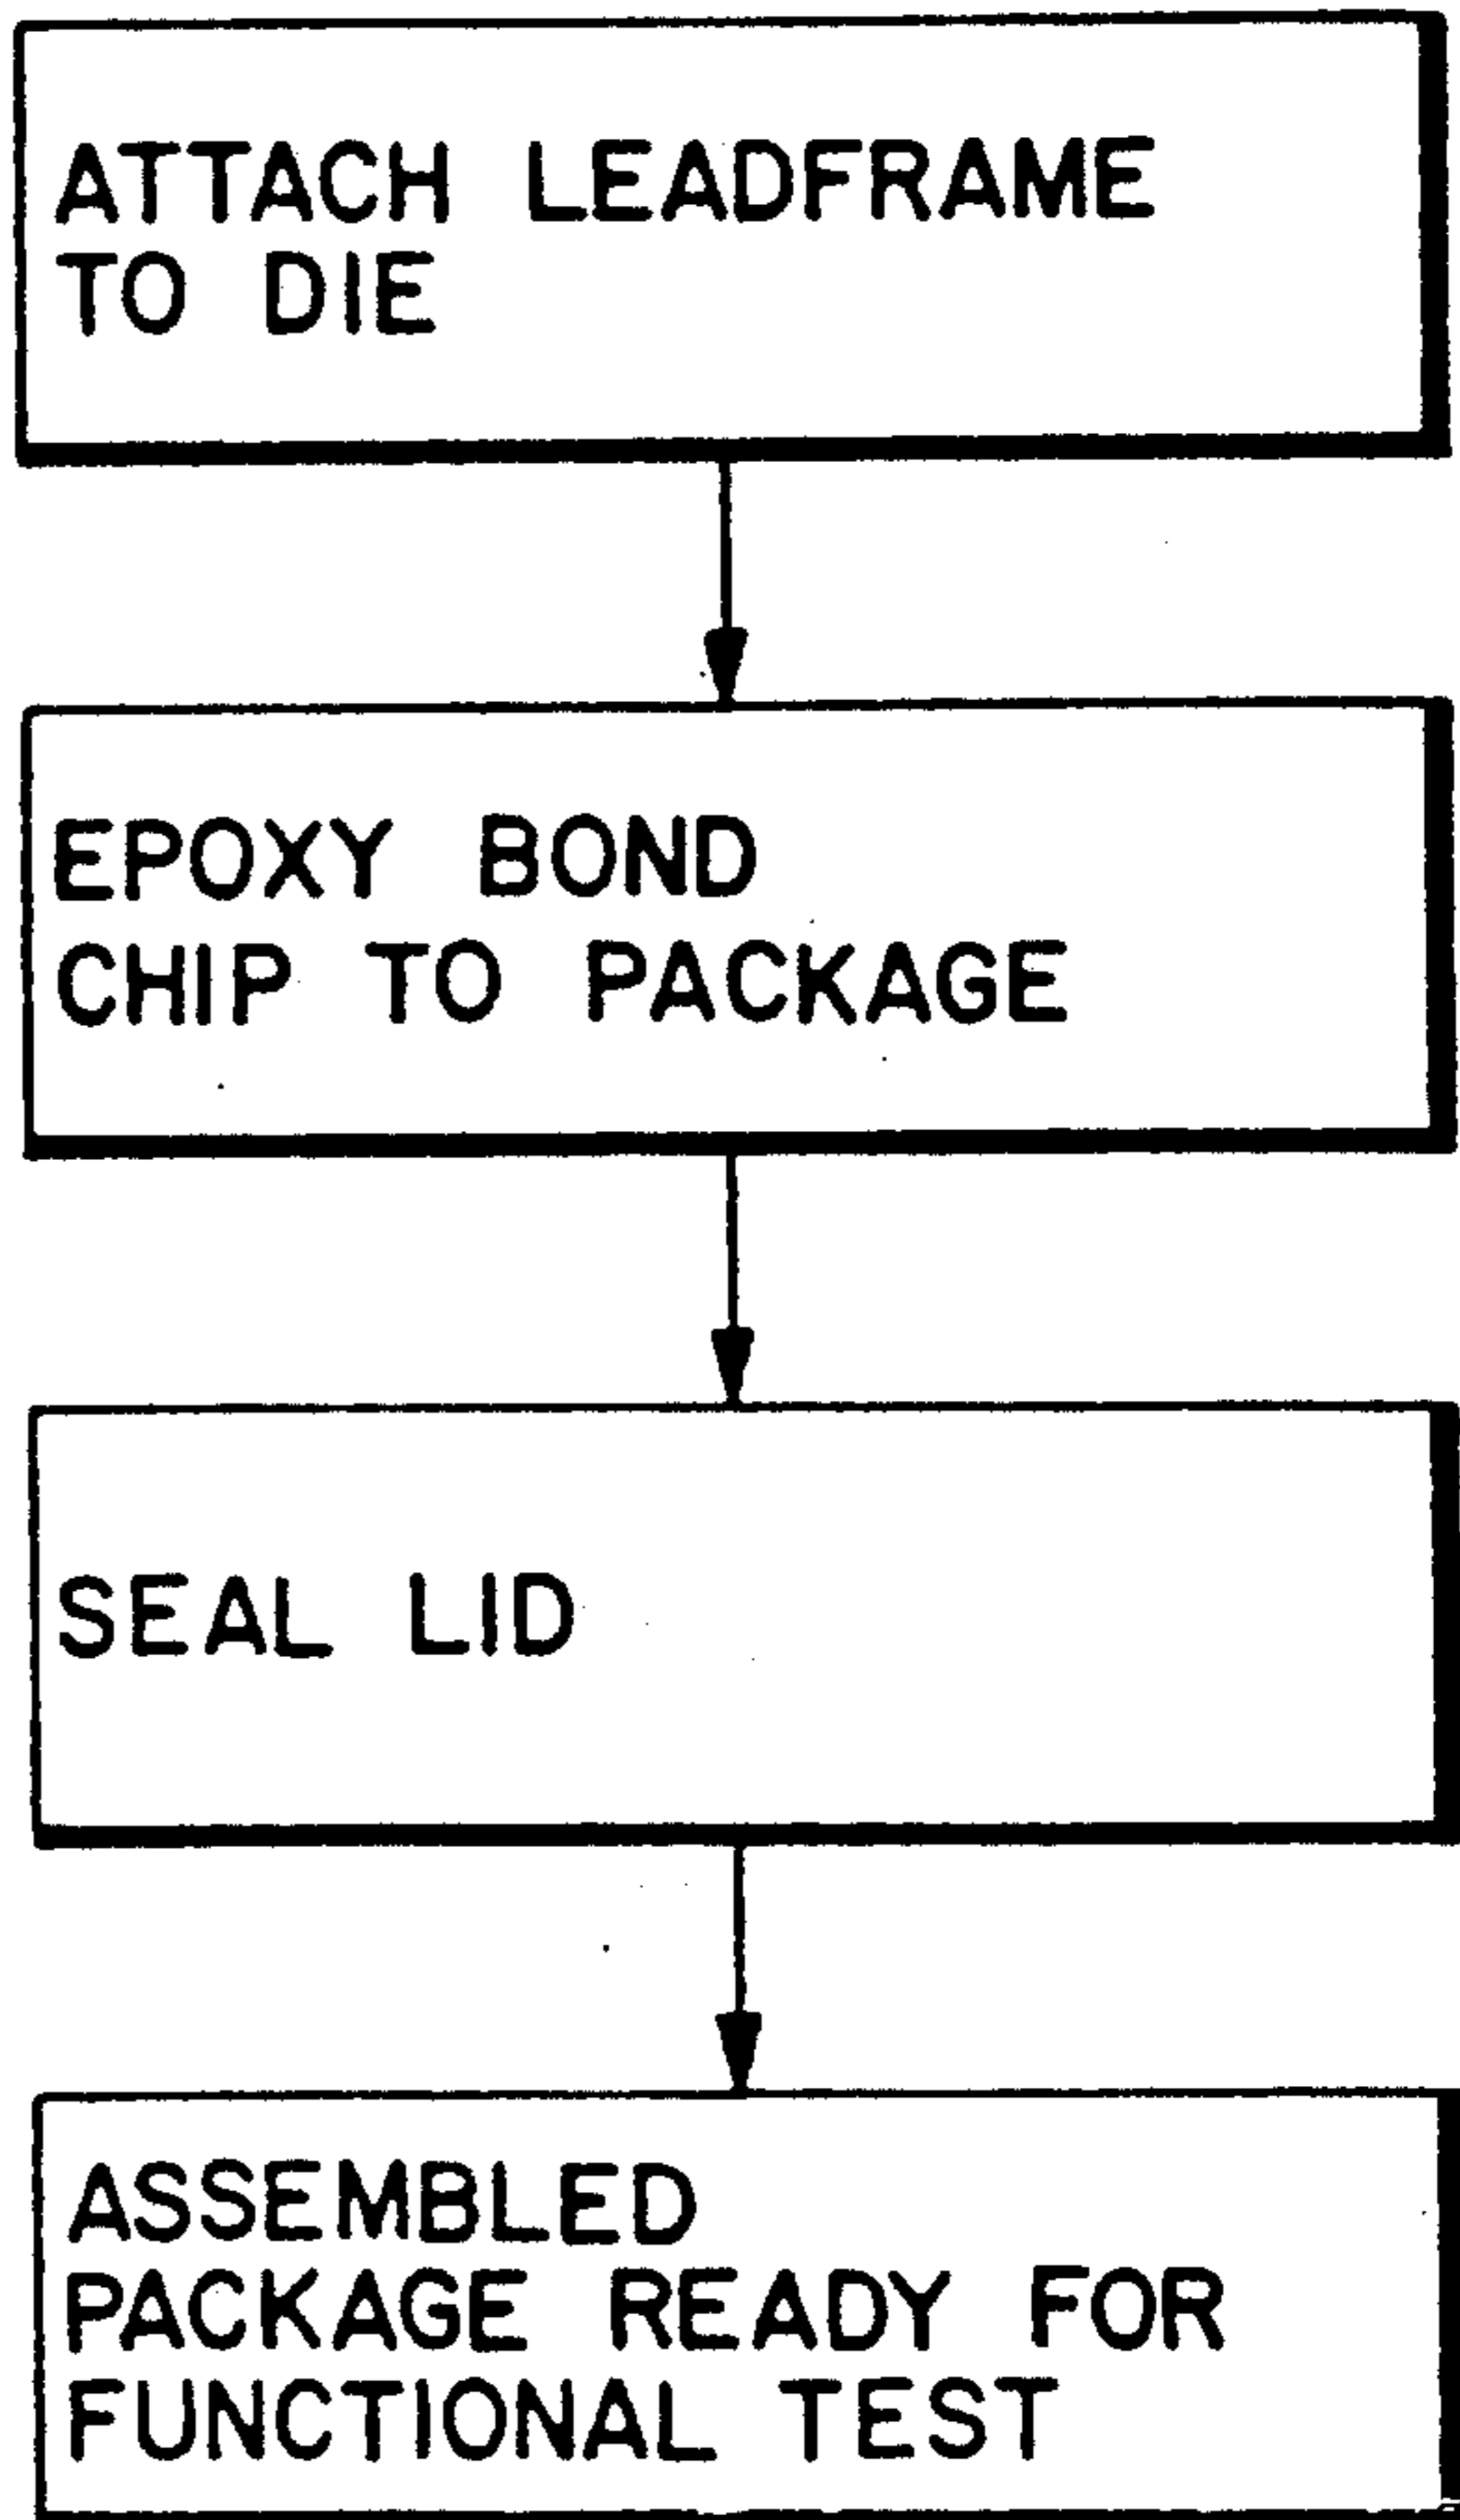 ATTACH LEADFRAME
TO DIE
EPOXY BOND
CHIP TO PACKAGE
SEAL LID
ASSEMBLED
PACKAGE READY FOR
FUNCTIONAL TEST